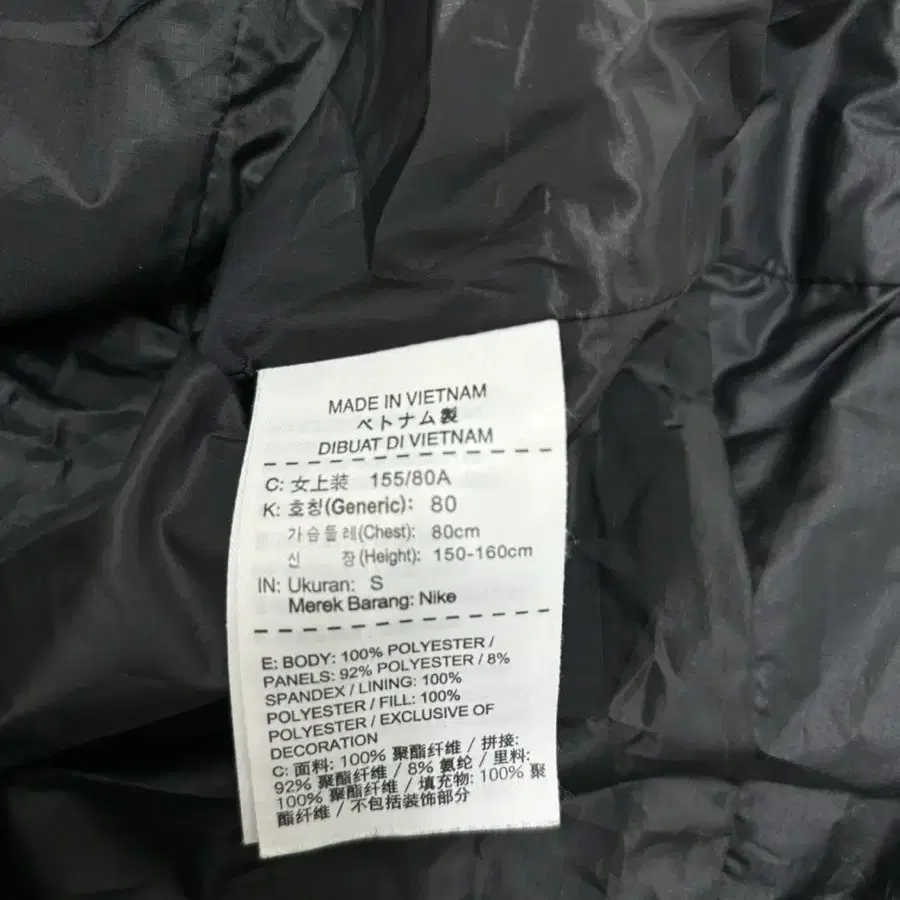 MADE IN VIETNAM
ベトナム製
DIBUAT DI VIETNAM
C: 女上装 155/80A
K: 호칭(Generic): 80
가슴둘레(Chest): 80cm
신 장(Height): 150-160cm
IN: Ukuran: S
Merek Barang: Nike
E: BODY: 100% POLYESTER /
PANELS: 92% POLYESTER / 8%
SPANDEX / LINING: 100%
POLYESTER / FILL: 100%
POLYESTER / EXCLUSIVE OF
DECORATION
C: 面料: 100% 聚酯纤维 / 拼接:
92% 聚酯纤维 / 8% 氨纶 / 里料:
100% 聚酯纤维 / 填充物: 100% 聚
酯纤维 / 不包括装饰部分